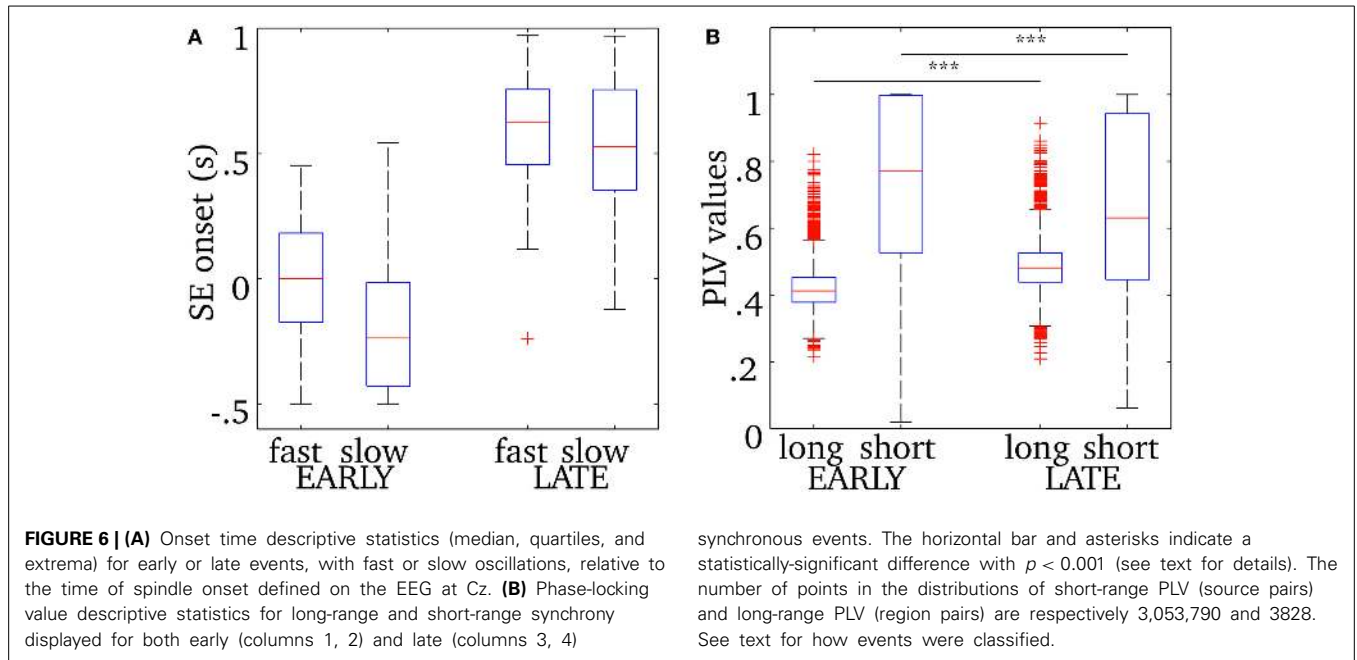 A
1
.5
0
-.5
SE onset (s)
fast slow
EARLY
fast slow
LATE
B
***
***
1
.8
.6
.4
.2
0
PLV values
long short
EARLY
long short
LATE
FIGURE 6 | (A) Onset time descriptive statistics (median, quartiles, and
extrema) for early or late events, with fast or slow oscillations, relative to
the time of spindle onset defined on the EEG at Cz. (B) Phase-locking
value descriptive statistics for long-range and short-range synchrony
displayed for both early (columns 1, 2) and late (columns 3, 4)
synchronous events. The horizontal bar and asterisks indicate a
statistically-significant difference with p < 0.001 (see text for details). The
number of points in the distributions of short-range PLV (source pairs)
and long-range PLV (region pairs) are respectively 3,053,790 and 3828.
See text for how events were classified.